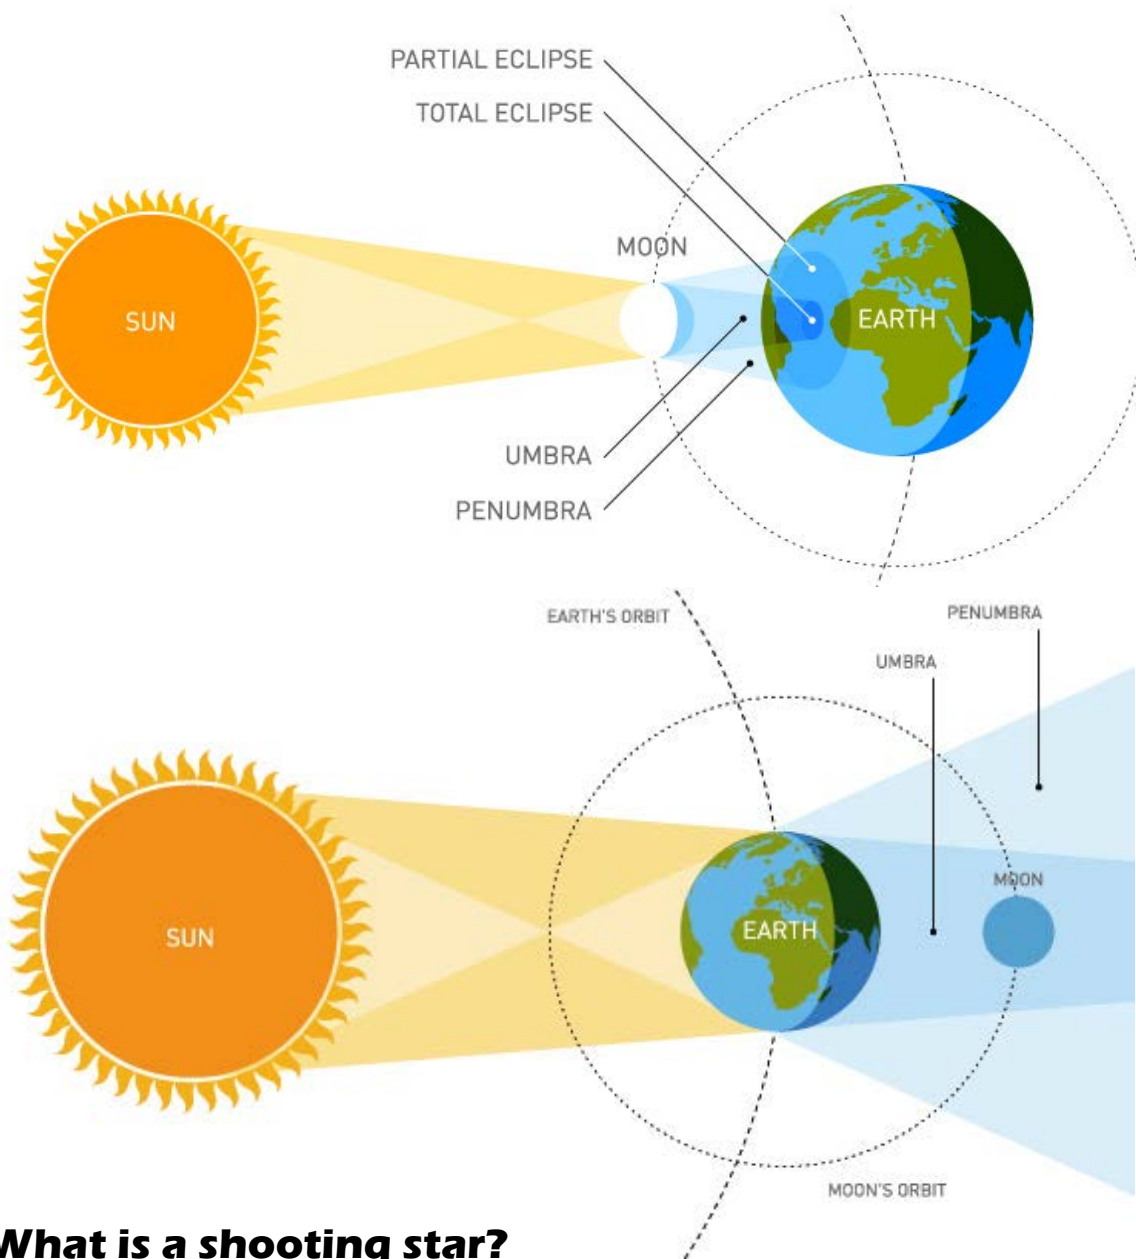 PARTIAL ECLIPSE
TOTAL ECLIPSE
MOON
SUN
EARTH
UMBRA
PENUMBRA
EARTH'S ORBIT
PENUMBRA
UMBRA
MOON
SUN
EARTH
MOON'S ORBIT
What is a shooting star?